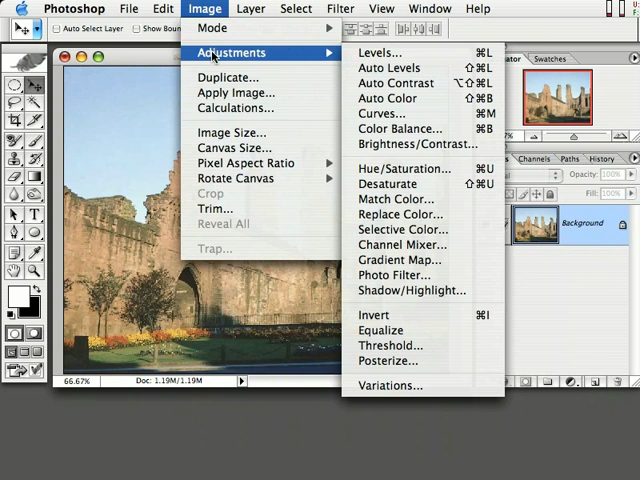 Photoshop File Edit Image Layer Select Filter View Window Help
Auto Select Layer Show Boun
Mode
Adjustments
Duplicate...
Apply Image...
Calculations...
Image Size...
Canvas Size...
Pixel Aspect Ratio
Rotate Canvas
Crop
Trim...
Reveal All
Trap...
Levels... ⌘L
Auto Levels ⇧⌘L
Auto Contrast ⌥⇧⌘L
Auto Color ⇧⌘B
Curves... ⌘M
Color Balance... ⌘B
Brightness/Contrast...
Hue/Saturation... ⌘U
Desaturate ⇧⌘U
Match Color...
Replace Color...
Selective Color...
Channel Mixer...
Gradient Map...
Photo Filter...
Shadow/Highlight...
Invert ⌘I
Equalize
Threshold...
Posterize...
Variations...
Swatches
Channels Paths History
Opacity: 100%
Fill: 100%
Background
66.67% Doc: 1.19M/1.19M